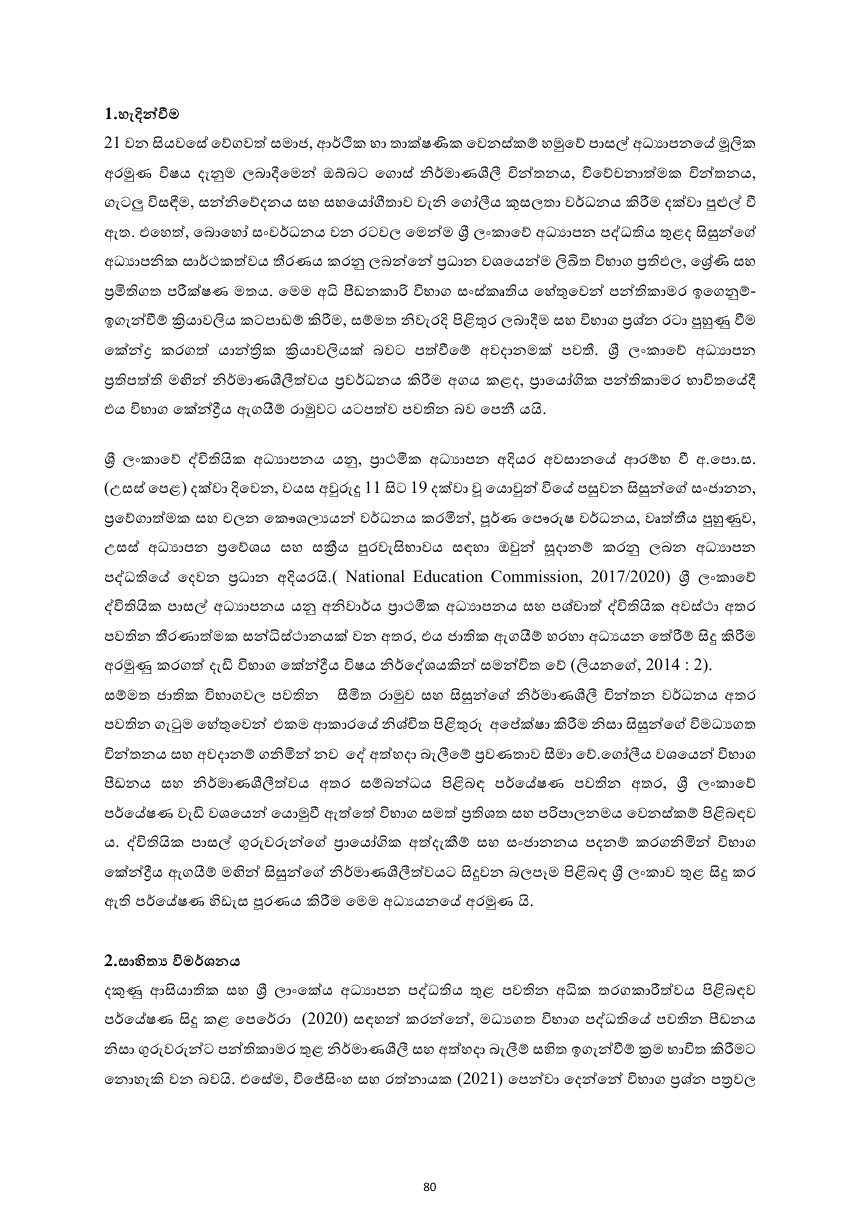 1.හැදින්වීම
21 වන සියවසේ වේගවත් සමාජ, ආර්ථික හා තාක්ෂණික වෙනස්කම් හමුවේ පාසල් අධ්‍යාපනයේ මූලික
අරමුණ විෂය දැනුම ලබාදීමෙන් ඔබ්බට ගොස් නිර්මාණශීලී චින්තනය, විවේචනාත්මක චින්තනය,
ගැටලු විසඳීම, සන්නිවේදනය සහ සහයෝගීතාව වැනි ගෝලීය කුසලතා වර්ධනය කිරීම දක්වා පුළුල් වී
ඇත. එහෙත්, බොහෝ සංවර්ධනය වන රටවල මෙන්ම ශ්‍රී ලංකාවේ අධ්‍යාපන පද්ධතිය තුළද සිසුන්ගේ
අධ්‍යාපනික සාර්ථකත්වය තීරණය කරනු ලබන්නේ ප්‍රධාන වශයෙන්ම ලිඛිත විභාග ප්‍රතිඵල, ශ්‍රේණි සහ
ප්‍රමිතිගත පරීක්ෂණ මතය. මෙම අධි පීඩනකාරි විභාග සංස්කෘතිය හේතුවෙන් පන්තිකාමර ඉගෙනුම්-
ඉගැන්වීම් ක්‍රියාවලිය කටපාඩම් කිරීම, සම්මත නිවැරදි පිළිතුර ලබාදීම සහ විභාග ප්‍රශ්න රටා පුහුණු වීම
කේන්ද්‍ර කරගත් යාන්ත්‍රික ක්‍රියාවලියක් බවට පත්වීමේ අවදානමක් පවතී. ශ්‍රී ලංකාවේ අධ්‍යාපන
ප්‍රතිපත්ති මඟින් නිර්මාණශීලීත්වය ප්‍රවර්ධනය කිරීම අගය කළද, ප්‍රායෝගික පන්තිකාමර භාවිතයේදී
එය විභාග කේන්ද්‍රීය ඇගයීම් රාමුවට යටපත්ව පවතින බව පෙනී යයි.
ශ්‍රී ලංකාවේ ද්විතියික අධ්‍යාපනය යනු, ප්‍රාථමික අධ්‍යාපන අදියර අවසානයේ ආරම්භ වී අ.පො.ස.
(උසස් පෙළ) දක්වා දිවෙන, වයස අවුරුදු 11 සිට 19 දක්වා වූ යොවුන් වියේ පසුවන සිසුන්ගේ සංජානන,
ප්‍රවේගාත්මක සහ චලන කෞශල්‍යයන් වර්ධනය කරමින්, පූර්ණ පෞරුෂ වර්ධනය, වෘත්තීය පුහුණුව,
උසස් අධ්‍යාපන ප්‍රවේශය සහ සක්‍රීය පුරවැසිභාවය සඳහා ඔවුන් සූදානම් කරනු ලබන අධ්‍යාපන
පද්ධතියේ දෙවන ප්‍රධාන අදියරයි.( National Education Commission, 2017/2020) ශ්‍රී ලංකාවේ
ද්විතියික පාසල් අධ්‍යාපනය යනු අනිවාර්ය ප්‍රාථමික අධ්‍යාපනය සහ පශ්චාත් ද්විතියික අවස්ථා අතර
පවතින තීරණාත්මක සන්ධිස්ථානයක් වන අතර, එය ජාතික ඇගයීම් හරහා අධ්‍යයන තේරීම් සිදු කිරීම
අරමුණු කරගත් දැඩි විභාග කේන්ද්‍රීය විෂය නිර්දේශයකින් සමන්විත වේ (ලියනගේ, 2014 : 2).
සම්මත ජාතික විභාගවල පවතින සීමිත රාමුව සහ සිසුන්ගේ නිර්මාණශීලී චින්තන වර්ධනය අතර
පවතින ගැටුම හේතුවෙන් එකම ආකාරයේ නිශ්චිත පිළිතුරු අපේක්ෂා කිරීම නිසා සිසුන්ගේ විමධ්‍යගත
චින්තනය සහ අවදානම් ගනිමින් නව දේ අත්හදා බැලීමේ ප්‍රවණතාව සීමා වේ.ගෝලීය වශයෙන් විභාග
පීඩනය සහ නිර්මාණශීලීත්වය අතර සම්බන්ධය පිළිබඳ පර්යේෂණ පවතින අතර, ශ්‍රී ලංකාවේ
පර්යේෂණ වැඩි වශයෙන් යොමුවී ඇත්තේ විභාග සමත් ප්‍රතිශත සහ පරිපාලනමය වෙනස්කම් පිළිබඳව
ය. ද්විතියික පාසල් ගුරුවරුන්ගේ ප්‍රායෝගික අත්දැකීම් සහ සංජානනය පදනම් කරගනිමින් විභාග
කේන්ද්‍රීය ඇගයීම් මඟින් සිසුන්ගේ නිර්මාණශීලීත්වයට සිදුවන බලපෑම පිළිබඳ ශ්‍රී ලංකාව තුළ සිදු කර
ඇති පර්යේෂණ හිඩැස පූරණය කිරීම මෙම අධ්‍යයනයේ අරමුණ යි.
2.සාහිත්‍ය විමර්ශනය
දකුණු ආසියාතික සහ ශ්‍රී ලාංකේය අධ්‍යාපන පද්ධතිය තුළ පවතින අධික තරගකාරීත්වය පිළිබඳව
පර්යේෂණ සිදු කළ පෙරේරා (2020) සඳහන් කරන්නේ, මධ්‍යගත විභාග පද්ධතියේ පවතින පීඩනය
නිසා ගුරුවරුන්ට පන්තිකාමර තුළ නිර්මාණශීලී සහ අත්හදා බැලීම් සහිත ඉගැන්වීම් ක්‍රම භාවිත කිරීමට
නොහැකි වන බවයි. එසේම, විජේසිංහ සහ රත්නායක (2021) පෙන්වා දෙන්නේ විභාග ප්‍රශ්න පත්‍රවල
80